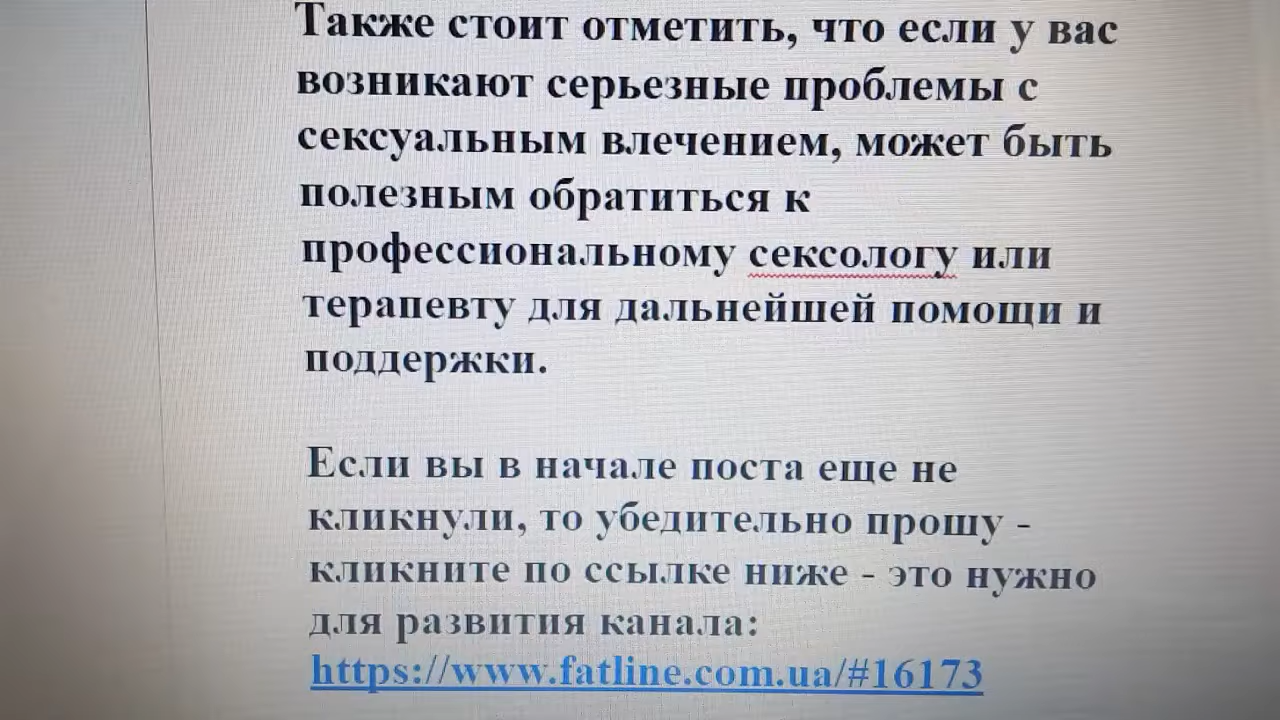 Также стоит отметить, что если у вас
возникают серьезные проблемы с
сексуальным влечением, может быть
полезным обратиться к
профессиональному сексологу или
терапевту для дальнейшей помощи и
поддержки.
Если вы в начале поста еще не
кликнули, то убедительно прошу -
кликните по ссылке ниже - это нужно
для развития канала:
https://www.fatline.com.ua/#16173